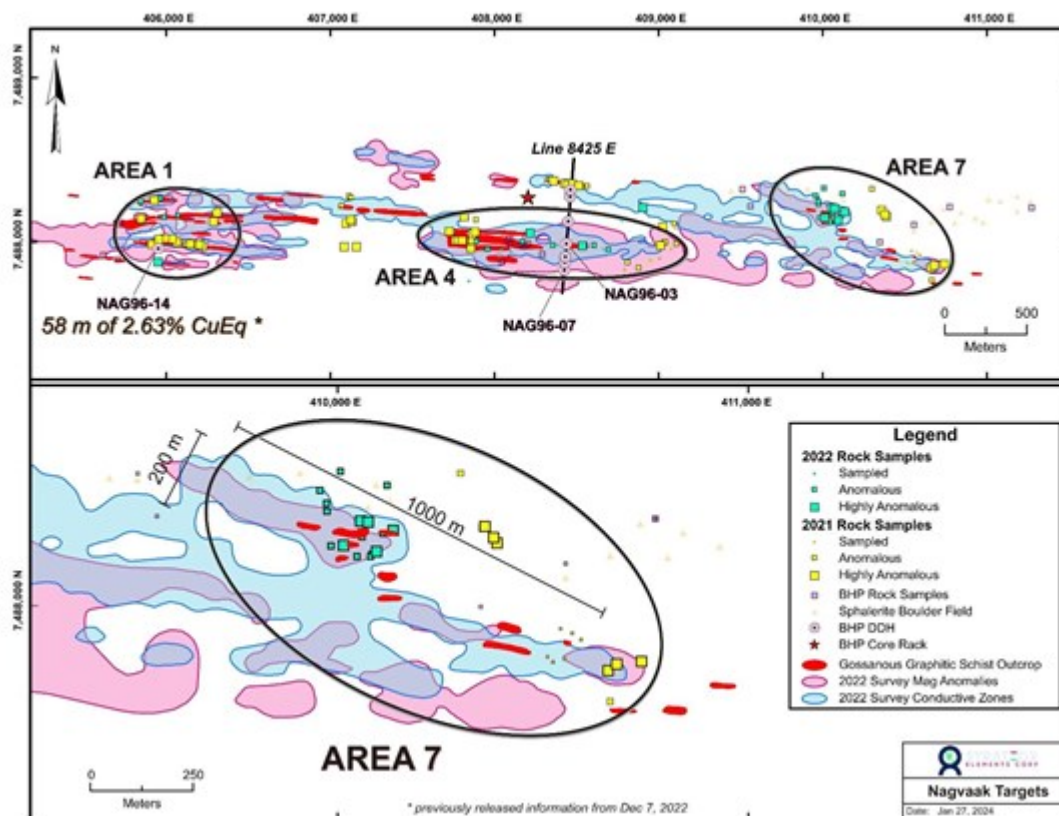 406,000 E 407,000 E 408,000 E 409,000 E 410,000 E 411,000 E
7,489,000 N
N
Line 8425 E
AREA 1
AREA 7
7,488,000 N
AREA 4
NAG96-14
NAG96-03
NAG96-07
58 m of 2.63% CuEq *
0 500
Meters
410,000 E 411,000 E
200 m
1000 m
7,488,000 N
AREA 7
0 250
Meters
* previously released information from Dec 7, 2022
Legend
2022 Rock Samples
Sampled
Anomalous
Highly Anomalous
2021 Rock Samples
Sampled
Anomalous
Highly Anomalous
BHP Rock Samples
Sphalerite Boulder Field
BHP DDH
BHP Core Rack
Gossanous Graphitic Schist Outcrop
2022 Survey Mag Anomalies
2022 Survey Conductive Zones
ELEMENTS CORP
Nagvaak Targets
Date: Jan 27, 2024